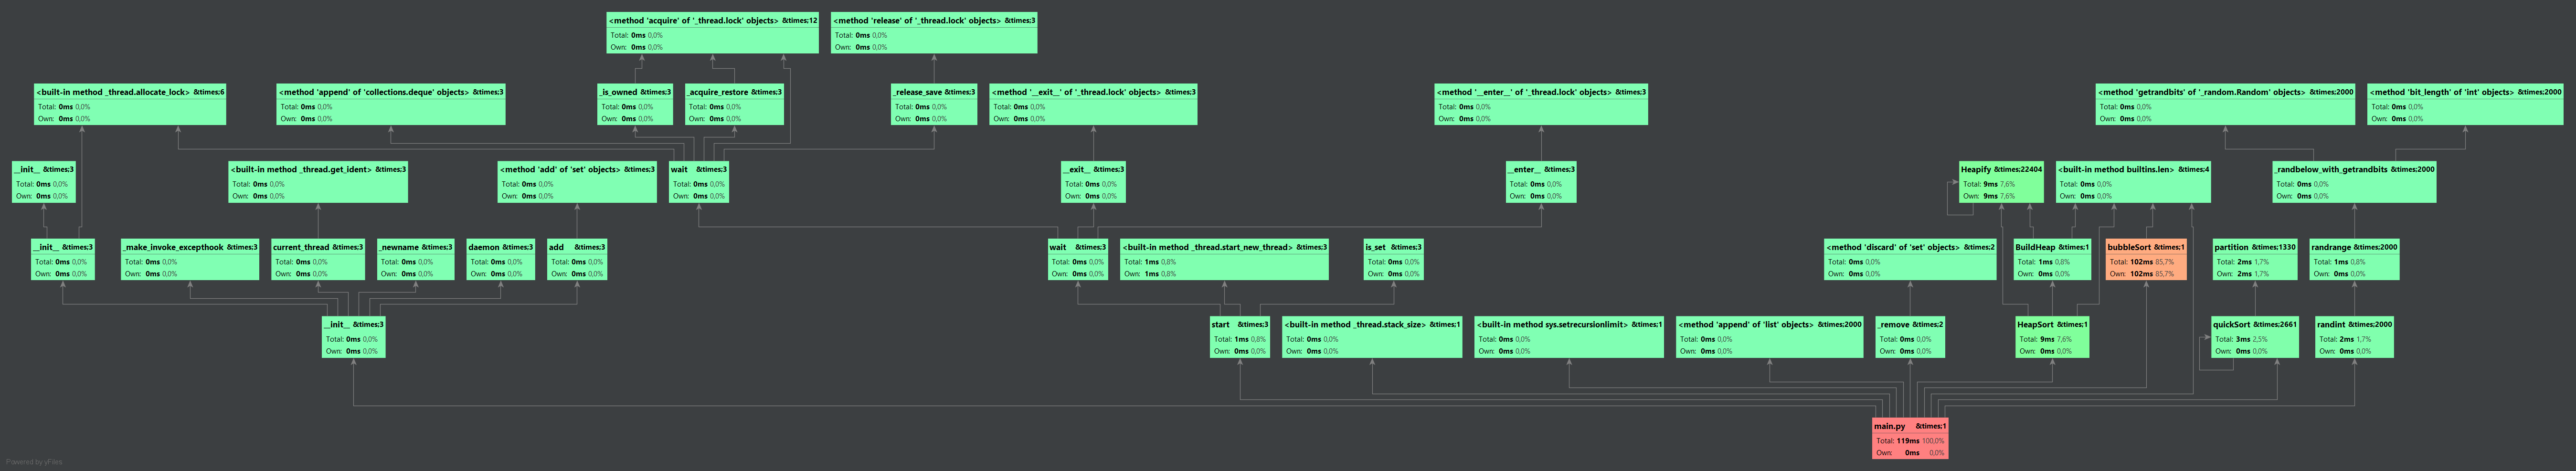 <method 'acquire' of '_thread.lock' objects> &times;12
Total: 0ms 0,0%
Own: 0ms 0,0%
<method 'release' of '_thread.lock' objects> &times;3
Total: 0ms 0,0%
Own: 0ms 0,0%
<built-in method _thread.allocate_lock> &times;6
Total: 0ms 0,0%
Own: 0ms 0,0%
<method 'append' of 'collections.deque' objects> &times;3
Total: 0ms 0,0%
Own: 0ms 0,0%
_is_owned &times;3
Total: 0ms 0,0%
Own: 0ms 0,0%
_acquire_restore &times;3
Total: 0ms 0,0%
Own: 0ms 0,0%
_release_save &times;3
Total: 0ms 0,0%
Own: 0ms 0,0%
<method '__exit__' of '_thread.lock' objects> &times;3
Total: 0ms 0,0%
Own: 0ms 0,0%
<method '__enter__' of '_thread.lock' objects> &times;3
Total: 0ms 0,0%
Own: 0ms 0,0%
<method 'getrandbits' of '_random.Random' objects> &times;2000
Total: 0ms 0,0%
Own: 0ms 0,0%
<method 'bit_length' of 'int' objects> &times;2000
Total: 0ms 0,0%
Own: 0ms 0,0%
__init__ &times;3
Total: 0ms 0,0%
Own: 0ms 0,0%
<built-in method _thread.get_ident> &times;3
Total: 0ms 0,0%
Own: 0ms 0,0%
<method 'add' of 'set' objects> &times;3
Total: 0ms 0,0%
Own: 0ms 0,0%
wait &times;3
Total: 0ms 0,0%
Own: 0ms 0,0%
__exit__ &times;3
Total: 0ms 0,0%
Own: 0ms 0,0%
__enter__ &times;3
Total: 0ms 0,0%
Own: 0ms 0,0%
Heapify &times;22404
Total: 9ms 7,6%
Own: 9ms 7,6%
<built-in method builtins.len> &times;4
Total: 0ms 0,0%
Own: 0ms 0,0%
_randbelow_with_getrandbits &times;2000
Total: 0ms 0,0%
Own: 0ms 0,0%
__init__ &times;3
Total: 0ms 0,0%
Own: 0ms 0,0%
_make_invoke_excepthook &times;3
Total: 0ms 0,0%
Own: 0ms 0,0%
current_thread &times;3
Total: 0ms 0,0%
Own: 0ms 0,0%
_newname &times;3
Total: 0ms 0,0%
Own: 0ms 0,0%
daemon &times;3
Total: 0ms 0,0%
Own: 0ms 0,0%
add &times;3
Total: 0ms 0,0%
Own: 0ms 0,0%
wait &times;3
Total: 0ms 0,0%
Own: 0ms 0,0%
<built-in method _thread.start_new_thread> &times;3
Total: 1ms 0,8%
Own: 1ms 0,8%
is_set &times;3
Total: 0ms 0,0%
Own: 0ms 0,0%
<method 'discard' of 'set' objects> &times;2
Total: 0ms 0,0%
Own: 0ms 0,0%
BuildHeap &times;1
Total: 1ms 0,8%
Own: 0ms 0,0%
bubbleSort &times;1
Total: 102ms 85,7%
Own: 102ms 85,7%
partition &times;1330
Total: 2ms 1,7%
Own: 2ms 1,7%
randrange &times;2000
Total: 1ms 0,8%
Own: 0ms 0,0%
__init__ &times;3
Total: 0ms 0,0%
Own: 0ms 0,0%
start &times;3
Total: 1ms 0,8%
Own: 0ms 0,0%
<built-in method _thread.stack_size> &times;1
Total: 0ms 0,0%
Own: 0ms 0,0%
<built-in method sys.setrecursionlimit> &times;1
Total: 0ms 0,0%
Own: 0ms 0,0%
<method 'append' of 'list' objects> &times;2000
Total: 0ms 0,0%
Own: 0ms 0,0%
_remove &times;2
Total: 0ms 0,0%
Own: 0ms 0,0%
HeapSort &times;1
Total: 9ms 7,6%
Own: 0ms 0,0%
quickSort &times;2661
Total: 3ms 2,5%
Own: 0ms 0,0%
randint &times;2000
Total: 2ms 1,7%
Own: 0ms 0,0%
main.py &times;1
Total: 119ms 100,0%
Own: 0ms 0,0%
Powered by yFiles